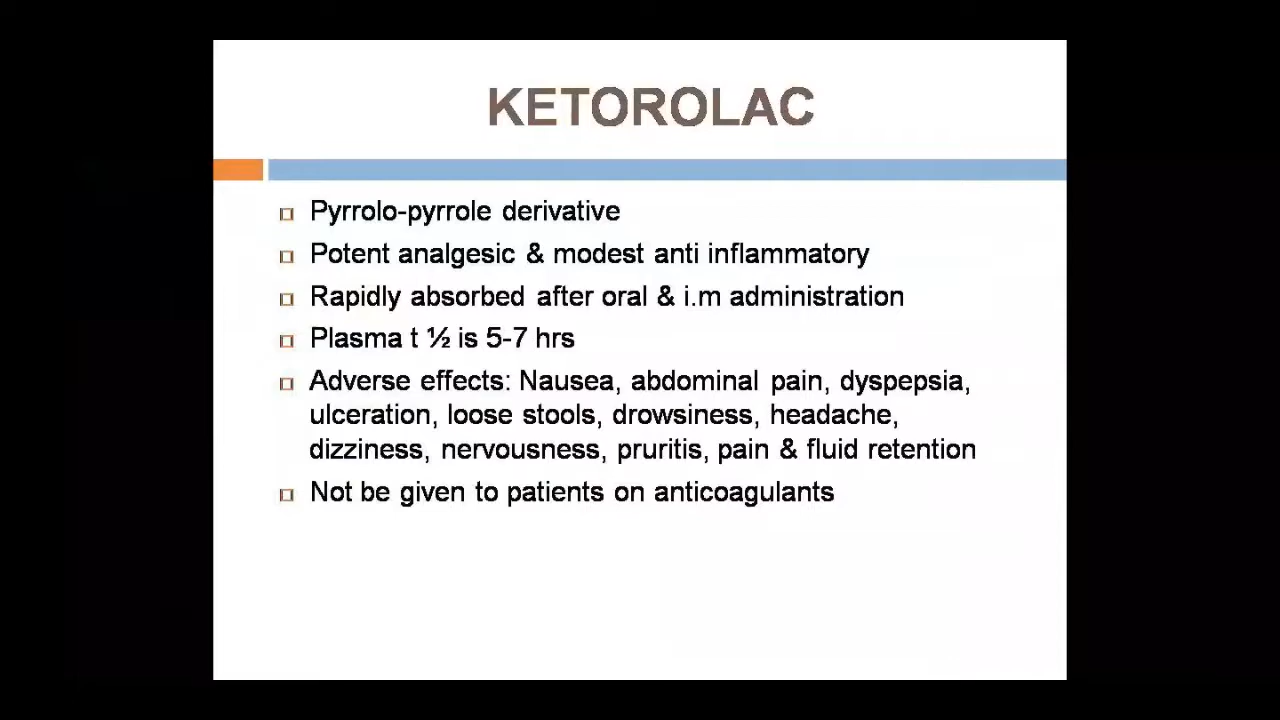 KETOROLAC
Pyrrolo-pyrrole derivative
Potent analgesic & modest anti inflammatory
Rapidly absorbed after oral & i.m administration
Plasma t ½ is 5-7 hrs
Adverse effects: Nausea, abdominal pain, dyspepsia,
ulceration, loose stools, drowsiness, headache,
dizziness, nervousness, pruritis, pain & fluid retention
Not be given to patients on anticoagulants